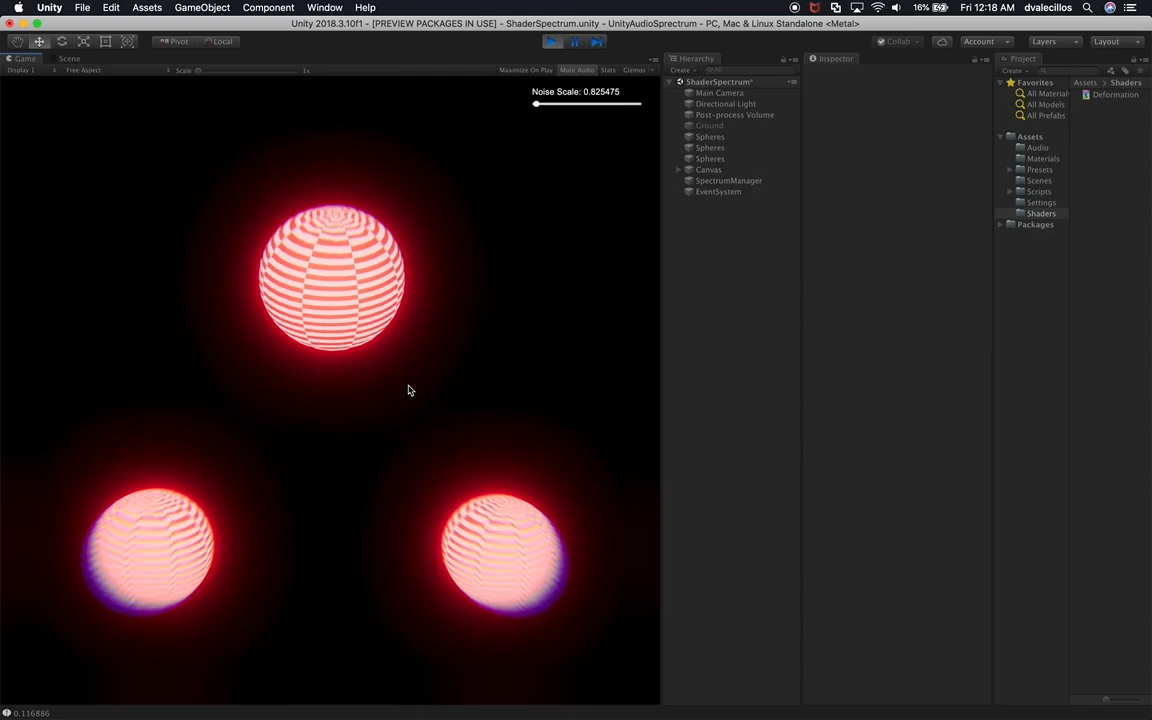 Unity File Edit Assets GameObject Component Window Help 16% Fri 12:18 AM dvalecillos
Unity 2018.3.10f1 - [PREVIEW PACKAGES IN USE] - ShaderSpectrum.unity - UnityAudioSprectrum - PC, Mac & Linux Standalone <Metal>
Pivot Local Collab Account Layers Layout
Game Scene Hierarchy Inspector Project
Display 1 Free Aspect Scale 1x Maximize On Play Mute Audio Stats Gizmos Create All Create
Noise Scale: 0.825475
ShaderSpectrum*
Main Camera
Directional Light
Post-process Volume
Ground
Spheres
Spheres
Spheres
Canvas
SpectrumManager
EventSystem
Favorites
All Material
All Models
All Prefabs
Assets
Audio
Materials
Presets
Scenes
Scripts
Settings
Shaders
Packages
Assets > Shaders
Deformation
0.116886